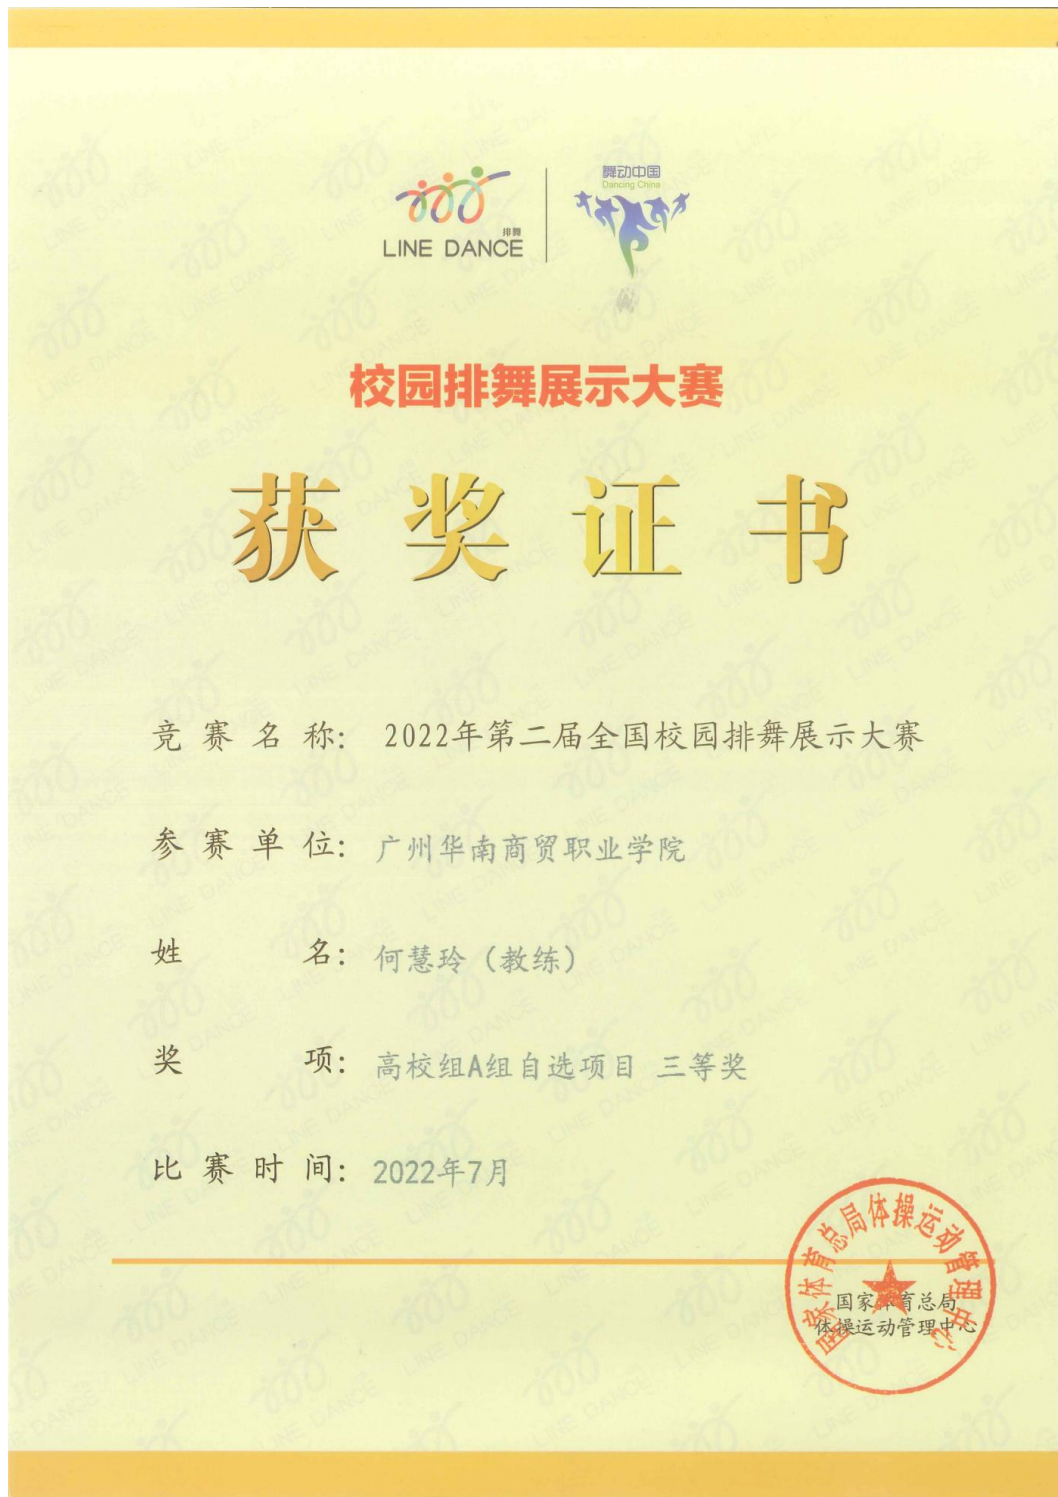 舞动中国
Dancing China
排舞
LINE DANCE
校园排舞展示大赛
获奖证书
竞赛名称: 2022年第二届全国校园排舞展示大赛
参赛单位: 广州华南商贸职业学院
姓名: 何慧玲（教练）
奖项: 高校组A组自选项目 三等奖
比赛时间: 2022年7月
国家体育总局体操运动管理中心
国家体育总局
体操运动管理中心